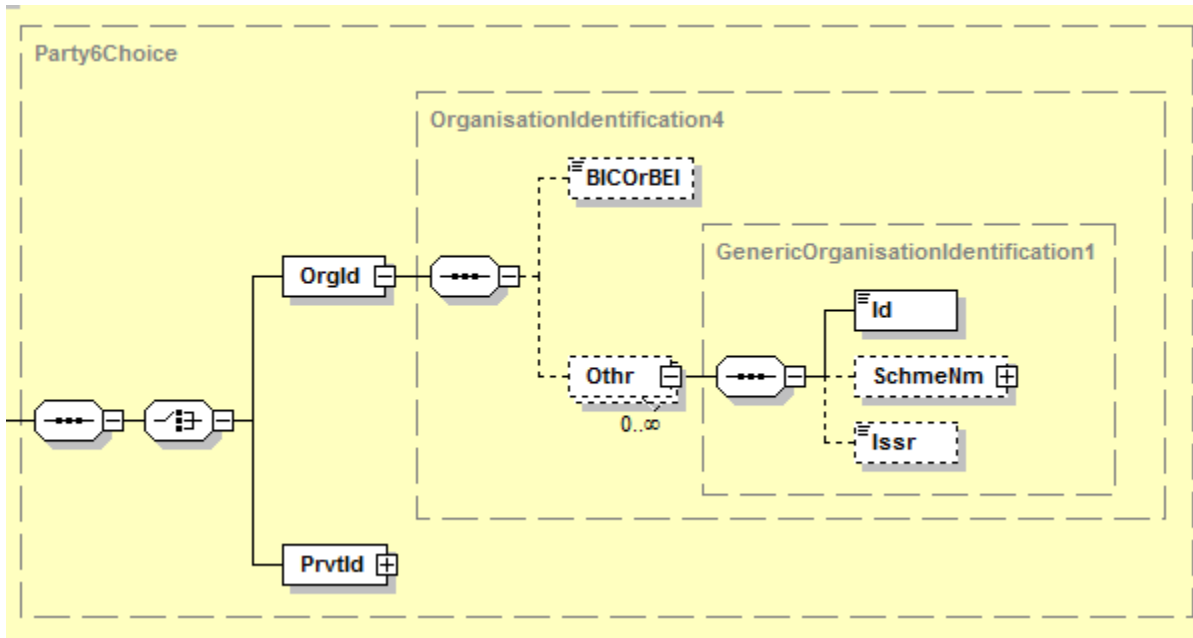 Party6Choice
OrganisationIdentification4
BICOrBEI
GenericOrganisationIdentification1
OrgId
Id
Othr
SchmeNm
0..∞
Issr
PrvtId